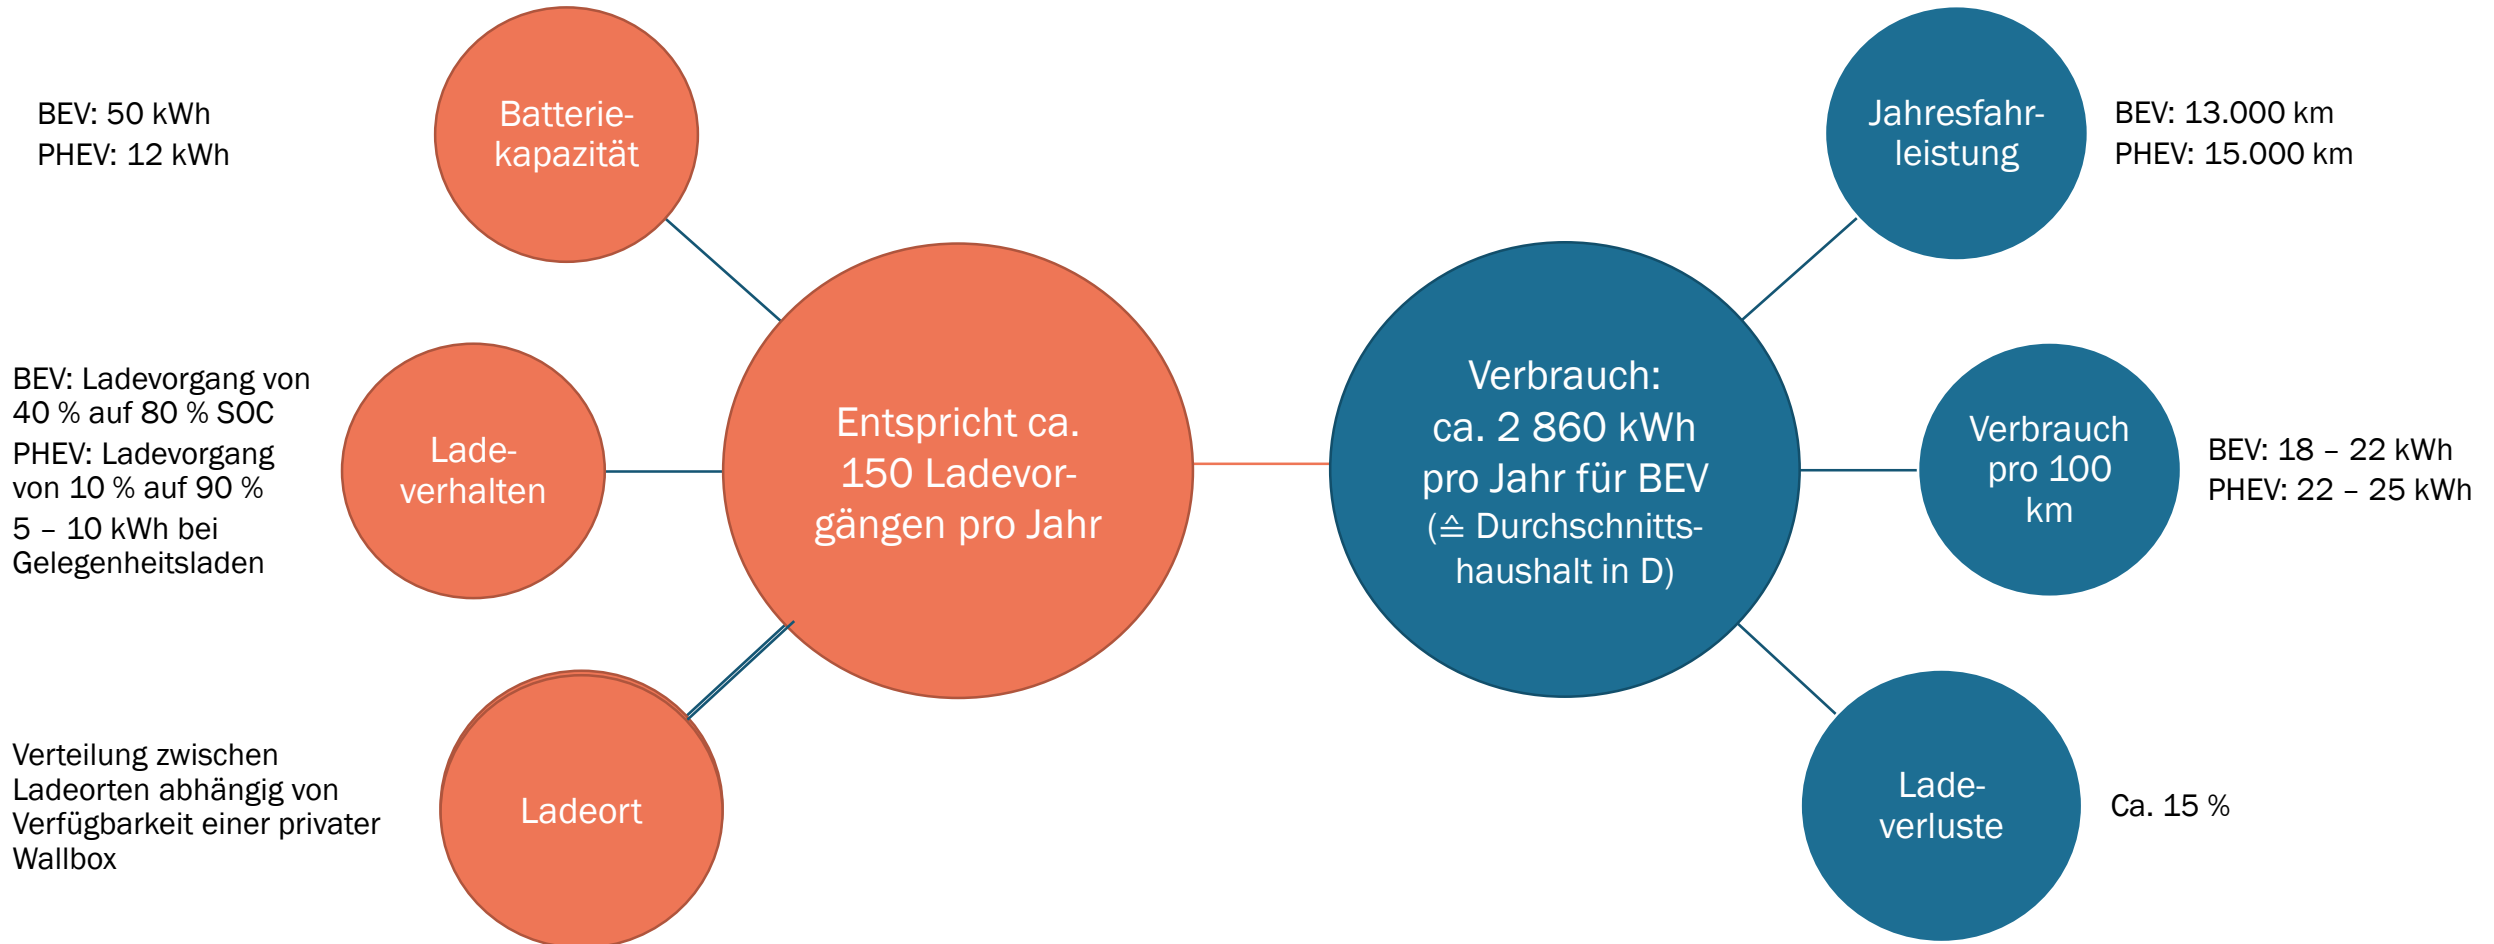 BEV: 50 kWh
PHEV: 12 kWh
Batterie-
kapazität
BEV: Ladevorgang von
40 % auf 80 % SOC
PHEV: Ladevorgang
von 10 % auf 90 %
5 – 10 kWh bei
Gelegenheitsladen
Lade-
verhalten
Verteilung zwischen
Ladeorten abhängig von
Verfügbarkeit einer privater
Wallbox
Ladeort
Entspricht ca.
150 Ladevor-
gängen pro Jahr
Verbrauch:
ca. 2 860 kWh
pro Jahr für BEV
(≙ Durchschnitts-
haushalt in D)
Jahresfahr-
leistung
BEV: 13.000 km
PHEV: 15.000 km
Verbrauch
pro 100
km
BEV: 18 – 22 kWh
PHEV: 22 – 25 kWh
Lade-
verluste
Ca. 15 %